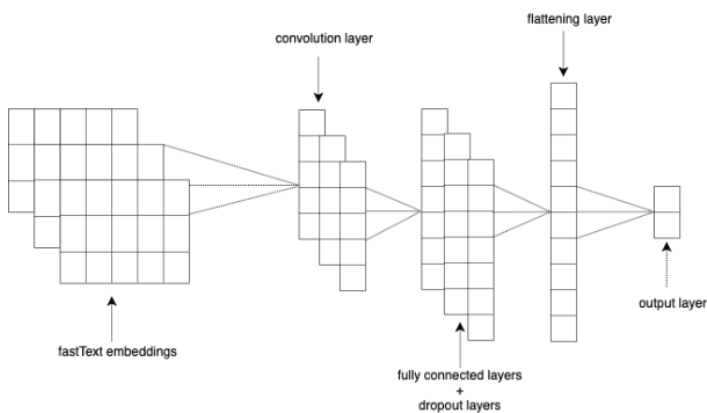 flattening layer
convolution layer
fastText embeddings
output layer
fully connected layers
+
dropout layers